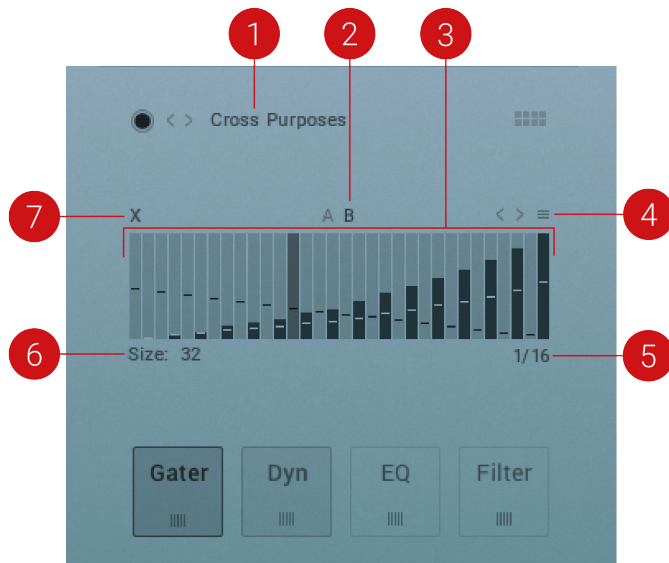 1 2 3
< > Cross Purposes
7 X A B < > ≡ 4
6 Size: 32 1/16 5
Gater Dyn EQ Filter